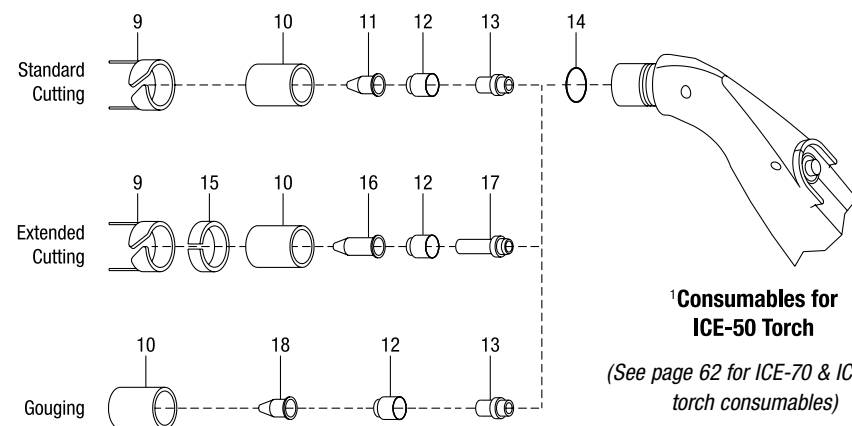 9 10 11 12 13 14
Standard
Cutting
9 15 10 16 12 17
Extended
Cutting
¹Consumables for
ICE-50 Torch
10 18 12 13
(See page 62 for ICE-70 &
Gouging
torch consumables)